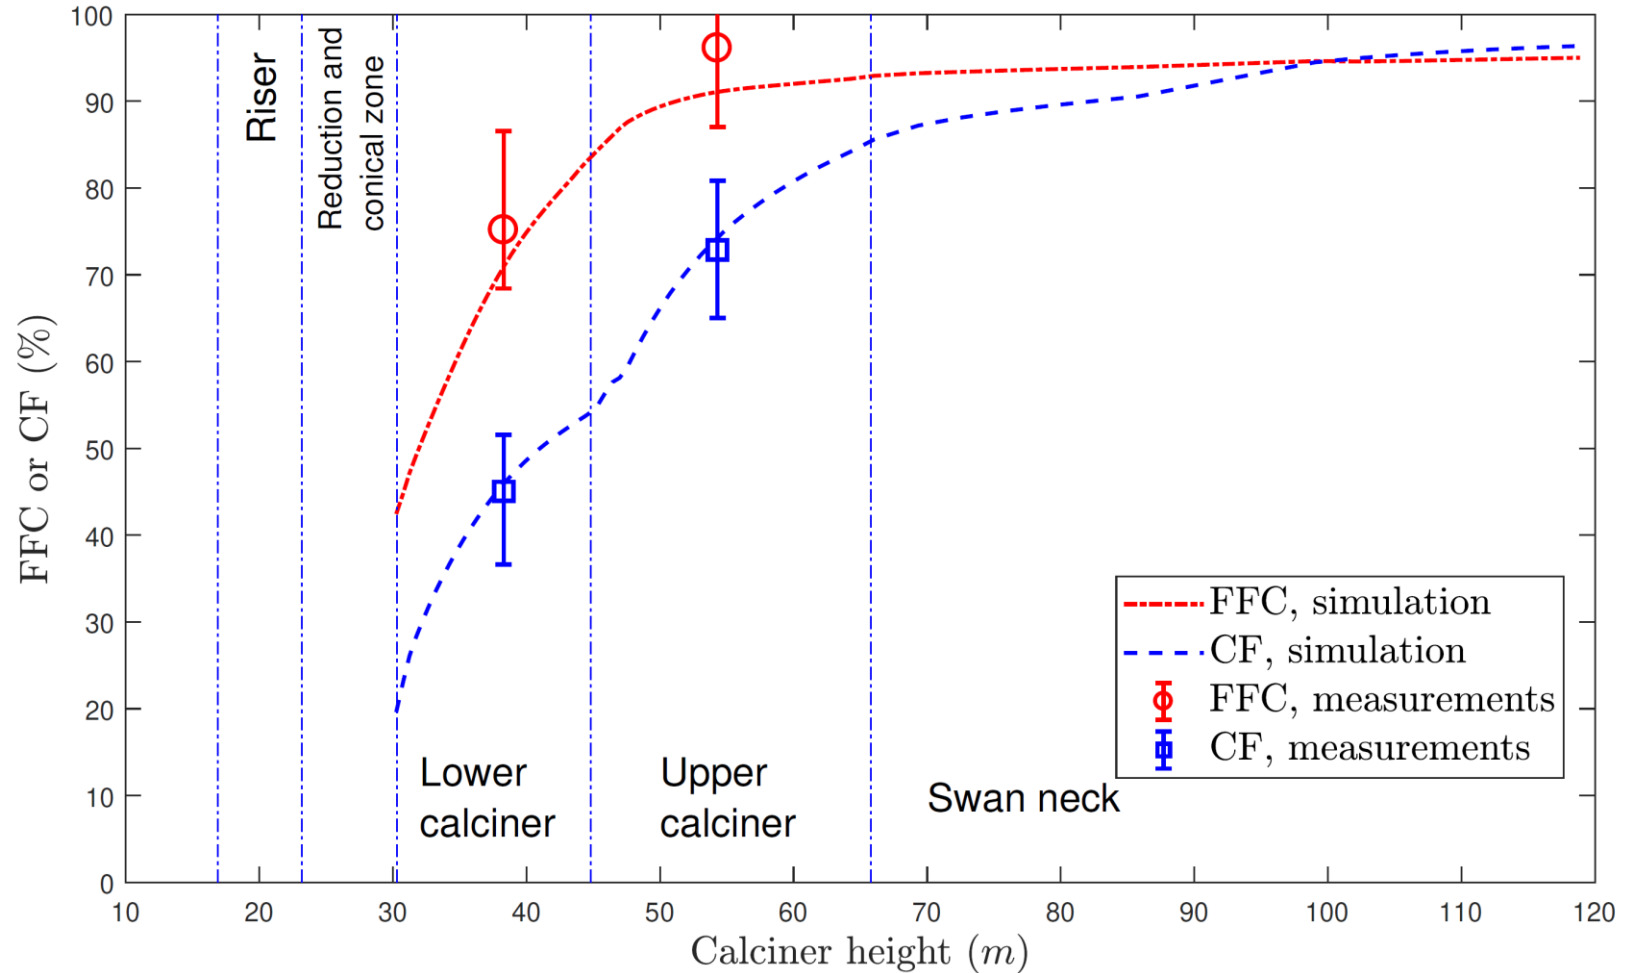 100
90
80
70
60
50
40
30
20
10
0
FFC or CF (%)
Riser
Reduction and
conical zone
Lower
calciner
Upper
calciner
Swan neck
FFC, simulation
CF, simulation
FFC, measurements
CF, measurements
10 20 30 40 50 60 70 80 90 100 110 120
Calciner height (m)